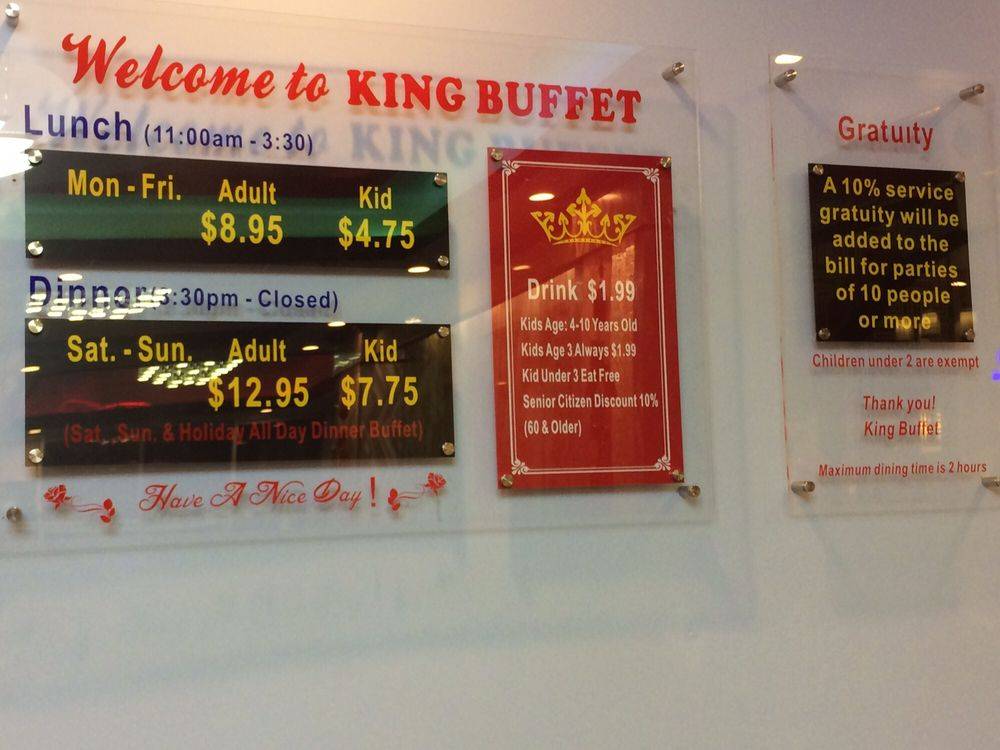 Welcome to KING BUFFET
Lunch (11:00am - 3:30)
Mon - Fri. Adult Kid
$8.95 $4.75
Dinner (3:30pm - Closed)
Sat. - Sun. Adult Kid
$12.95 $7.75
(Sat., Sun. & Holiday All Day Dinner Buffet)
Have A Nice Day !
Drink $1.99
Kids Age: 4-10 Years Old
Kids Age 3 Always $1.99
Kid Under 3 Eat Free
Senior Citizen Discount 10%
(60 & Older)
Gratuity
A 10% service
gratuity will be
added to the
bill for parties
of 10 people
or more
Children under 2 are exempt
Thank you!
King Buffet
Maximum dining time is 2 hours